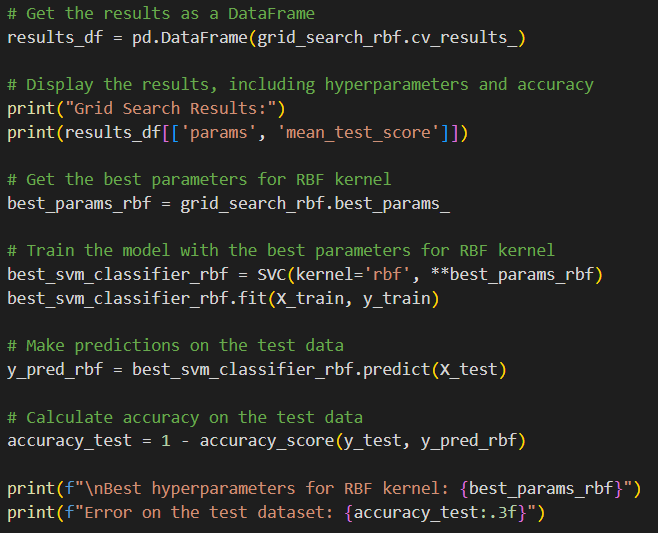 # Get the results as a DataFrame
results_df = pd.DataFrame(grid_search_rbf.cv_results_)
# Display the results, including hyperparameters and accuracy
print("Grid Search Results:")
print(results_df[['params', 'mean_test_score']])
# Get the best parameters for RBF kernel
best_params_rbf = grid_search_rbf.best_params_
# Train the model with the best parameters for RBF kernel
best_svm_classifier_rbf = SVC(kernel='rbf', **best_params_rbf)
best_svm_classifier_rbf.fit(X_train, y_train)
# Make predictions on the test data
y_pred_rbf = best_svm_classifier_rbf.predict(X_test)
# Calculate accuracy on the test data
accuracy_test = 1 - accuracy_score(y_test, y_pred_rbf)
print(f"\nBest hyperparameters for RBF kernel: {best_params_rbf}")
print(f"Error on the test dataset: {accuracy_test:.3f}")